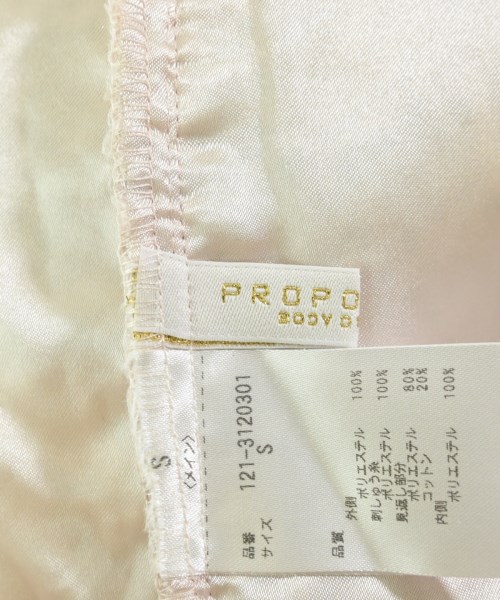 PROPO
BODY D
S
〈メイン〉
品番 121-3120301
サイズ S
品質
外側
ポリエステル 100%
刺しゅう糸
ポリエステル 100%
見返し部分
ポリエステル 80%
コットン 20%
内側
ポリエステル 100%